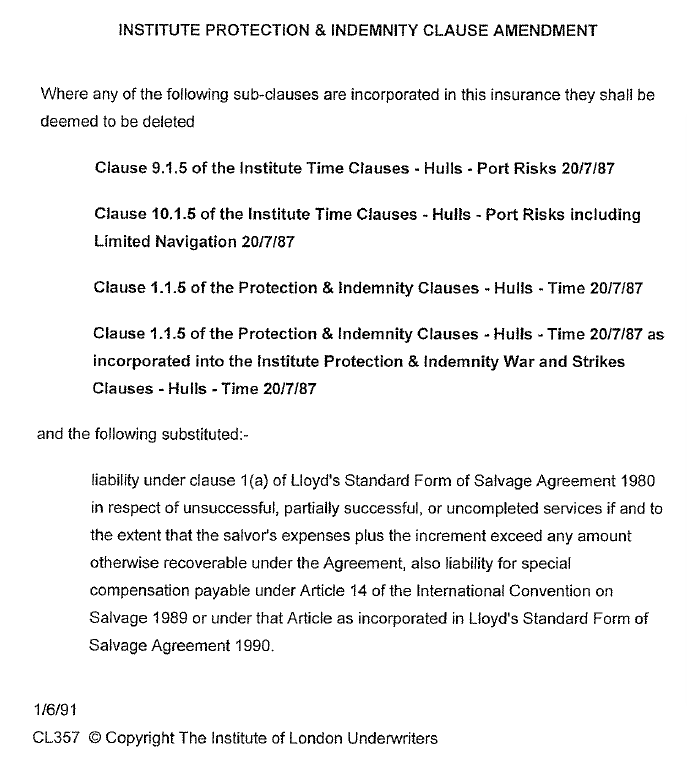 INSTITUTE PROTECTION & INDEMNITY CLAUSE AMENDMENT
Where any of the following sub-clauses are incorporated in this insurance they shall be
deemed to be deleted
Clause 9.1.5 of the Institute Time Clauses - Hulls - Port Risks 20/7/87
Clause 10.1.5 of the Institute Time Clauses - Hulls - Port Risks including
Limited Navigation 20/7/87
Clause 1.1.5 of the Protection & Indemnity Clauses - Hulls - Time 20/7/87
Clause 1.1.5 of the Protection & Indemnity Clauses - Hulls - Time 20/7/87 as
incorporated into the Institute Protection & Indemnity War and Strikes
Clauses - Hulls - Time 20/7/87
and the following substituted:-
liability under clause 1(a) of Lloyd's Standard Form of Salvage Agreement 1980
in respect of unsuccessful, partially successful, or uncompleted services if and to
the extent that the salvor's expenses plus the increment exceed any amount
otherwise recoverable under the Agreement, also liability for special
compensation payable under Article 14 of the International Convention on
Salvage 1989 or under that Article as incorporated in Lloyd's Standard Form of
Salvage Agreement 1990.
1/6/91
CL357 © Copyright The Institute of London Underwriters